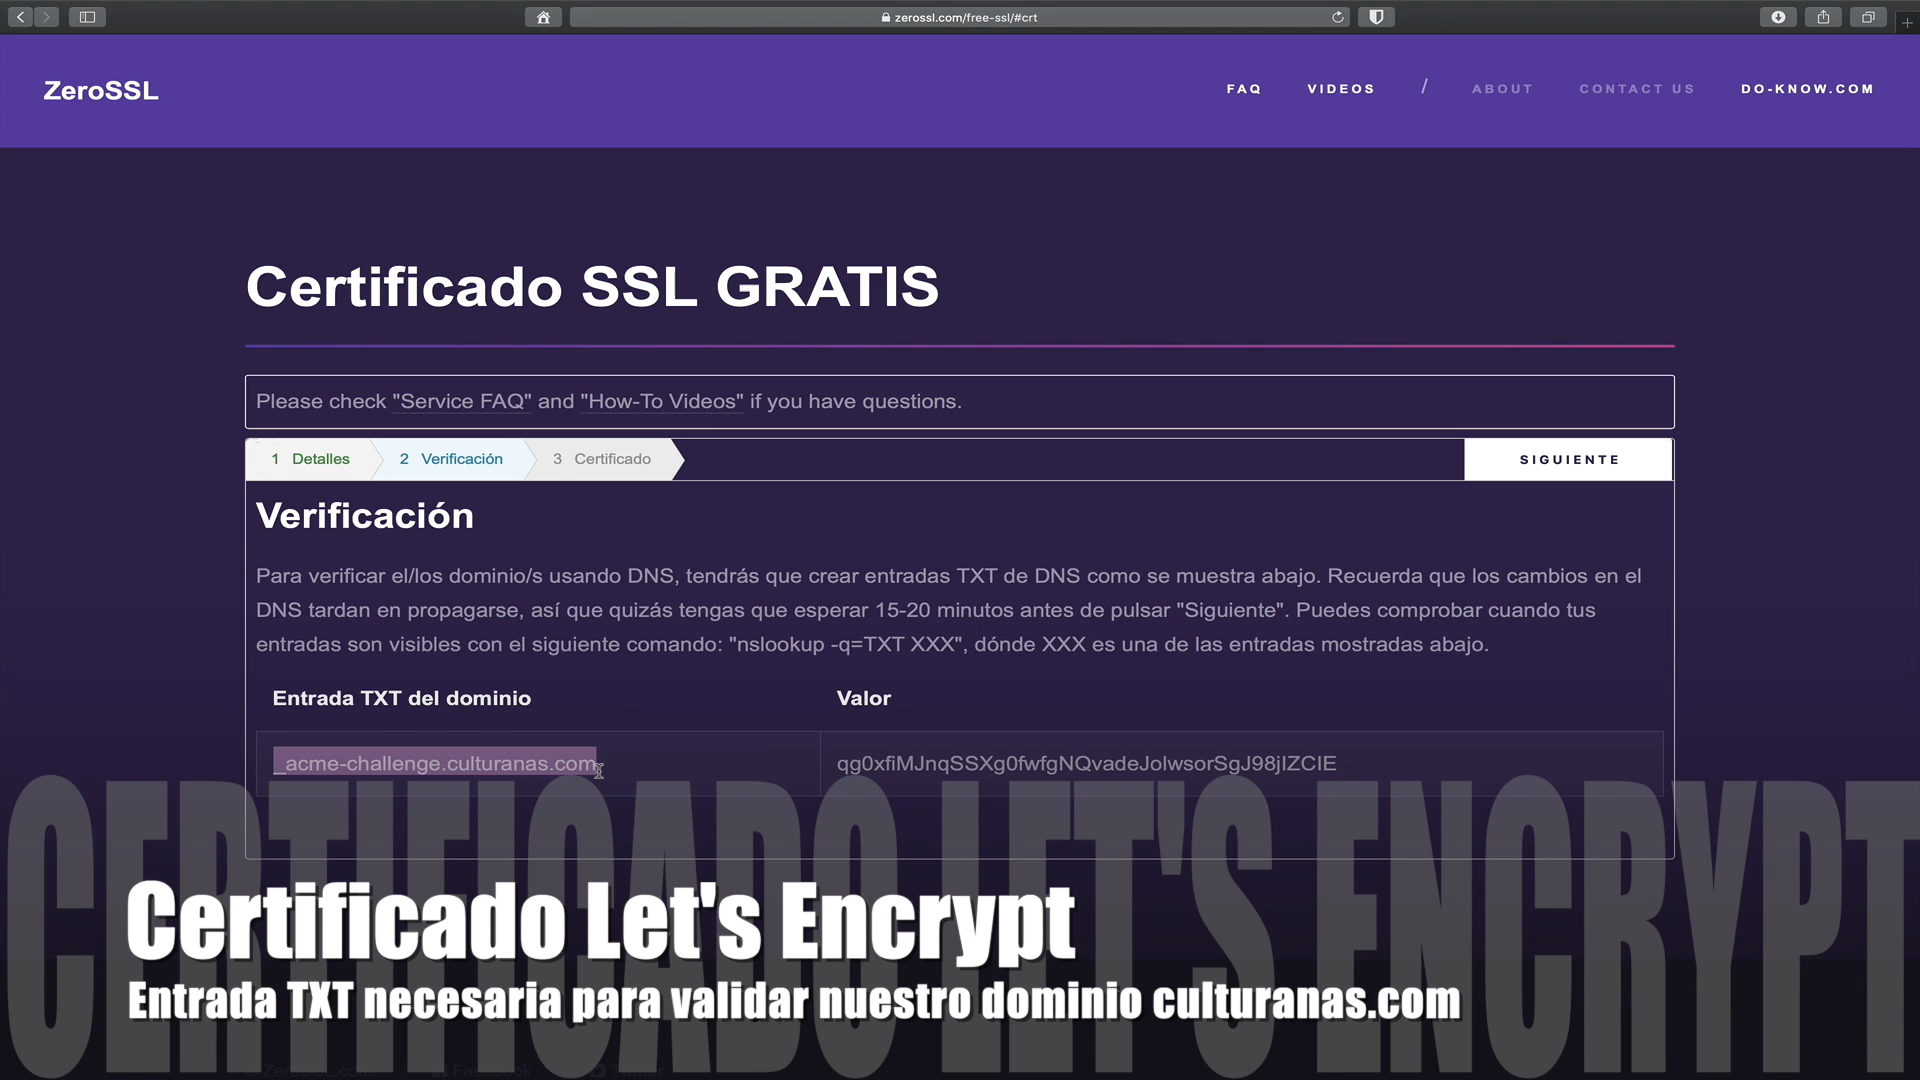 zerossl.com/free-ssl/#crt
ZeroSSL
FAQ VIDEOS / ABOUT CONTACT US DO-KNOW.COM
Certificado SSL GRATIS
Please check "Service FAQ" and "How-To Videos" if you have questions.
1 Detalles 2 Verificación 3 Certificado SIGUIENTE
Verificación
Para verificar el/los dominio/s usando DNS, tendrás que crear entradas TXT de DNS como se muestra abajo. Recuerda que los cambios en el
DNS tardan en propagarse, así que quizás tengas que esperar 15-20 minutos antes de pulsar "Siguiente". Puedes comprobar cuando tus
entradas son visibles con el siguiente comando: "nslookup -q=TXT XXX", dónde XXX es una de las entradas mostradas abajo.
Entrada TXT del dominio Valor
_acme-challenge.culturanas.com qg0xfiMJnqSSXg0fwfgNQvadeJolwsorSgJ98jIZCIE
CERTIFICADO LET'S ENCRYPT
Certificado Let's Encrypt
Entrada TXT necesaria para validar nuestro dominio culturanas.com
ZeroSSL.com Facebook Twitter